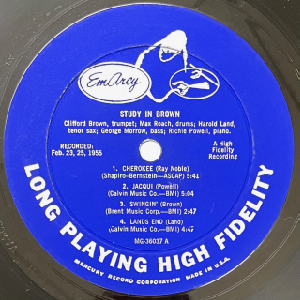 EmArcy
STUDY IN BROWN
Clifford Brown, trumpet; Max Roach, drums; Harold Land,
tenor sax; George Morrow, bass; Richie Powell, piano.
RECORDED:
Feb. 23, 25, 1955
A High
Fidelity
Recording
1. CHEROKEE (Ray Noble)
(Shapiro-Bernstein—ASCAP) 5:41
2. JACQUI (Powell)
(Calvin Music Co.—BMI) 5:04
3. SWINGIN' (Brown)
(Brent Music Corp.—BMI) 2:47
4. LANDS END (Land)
(Calvin Music Co.—BMI) 4:47
MG-36037 A
LONG PLAYING HIGH FIDELITY
MERCURY RECORD CORPORATION MADE IN U.S.A.